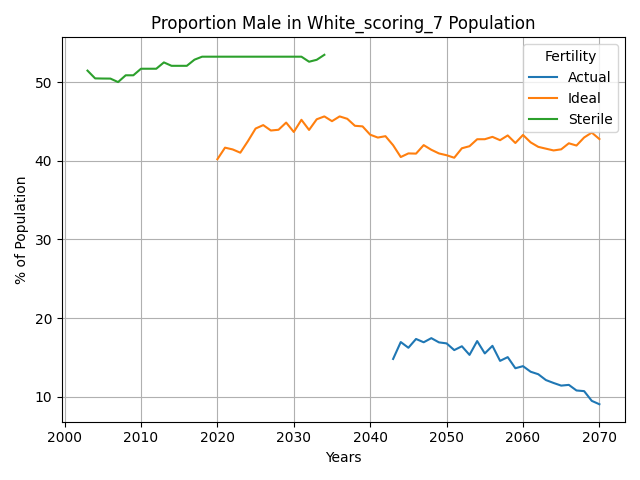 Proportion Male in White_scoring_7 Population
% of Population
50
40
30
20
10
Fertility
Actual
Ideal
Sterile
2000 2010 2020 2030 2040 2050 2060 2070
Years